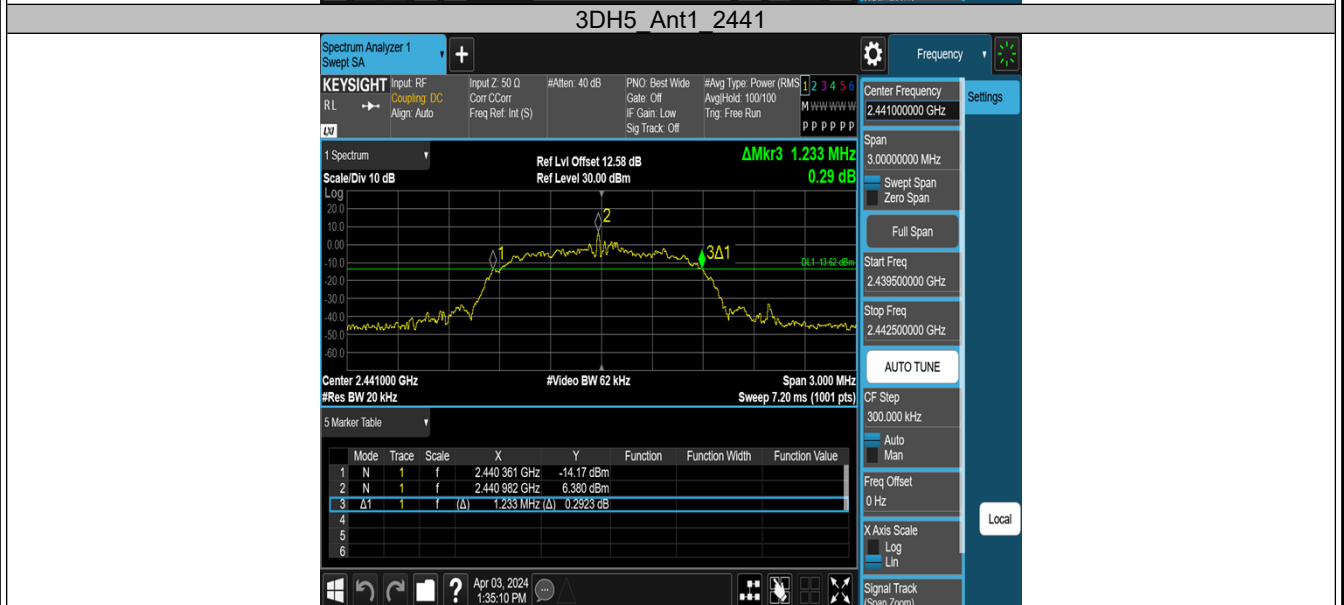 3DH5_Ant1_2441
Spectrum Analyzer 1
Swept SA
+
Frequency
KEYSIGHT
RL
LXI
Input: RF
Coupling: DC
Align: Auto
Input Z: 50 Ω
Corr CCorr
Freq Ref: Int (S)
#Atten: 40 dB
PNO: Best Wide
Gate: Off
IF Gain: Low
Sig Track: Off
#Avg Type: Power (RMS
Avg|Hold: 100/100
Trig: Free Run
1 2 3 4 5 6
M W W W W W
P P P P P P
Center Frequency
2.441000000 GHz
Settings
Span
3.00000000 MHz
Swept Span
Zero Span
Full Span
Start Freq
2.439500000 GHz
Stop Freq
2.442500000 GHz
AUTO TUNE
CF Step
300.000 kHz
Auto
Man
Freq Offset
0 Hz
X Axis Scale
Log
Lin
Signal Track
(Span Zoom)
Local
1 Spectrum
Scale/Div 10 dB
Ref Lvl Offset 12.58 dB
Ref Level 30.00 dBm
ΔMkr3 1.233 MHz
0.29 dB
Log
20.0
10.0
0.00
-10.0
-20.0
-30.0
-40.0
-50.0
-60.0
1
2
3Δ1
DL1 -13.62 dBm
Center 2.441000 GHz
#Video BW 62 kHz
Span 3.000 MHz
#Res BW 20 kHz
Sweep 7.20 ms (1001 pts)
5 Marker Table
Mode Trace Scale X Y Function Function Width Function Value
1 N 1 f 2.440 361 GHz -14.17 dBm
2 N 1 f 2.440 982 GHz 6.380 dBm
3 Δ1 1 f (Δ) 1.233 MHz (Δ) 0.2923 dB
4
5
6
?
Apr 03, 2024
1:35:10 PM